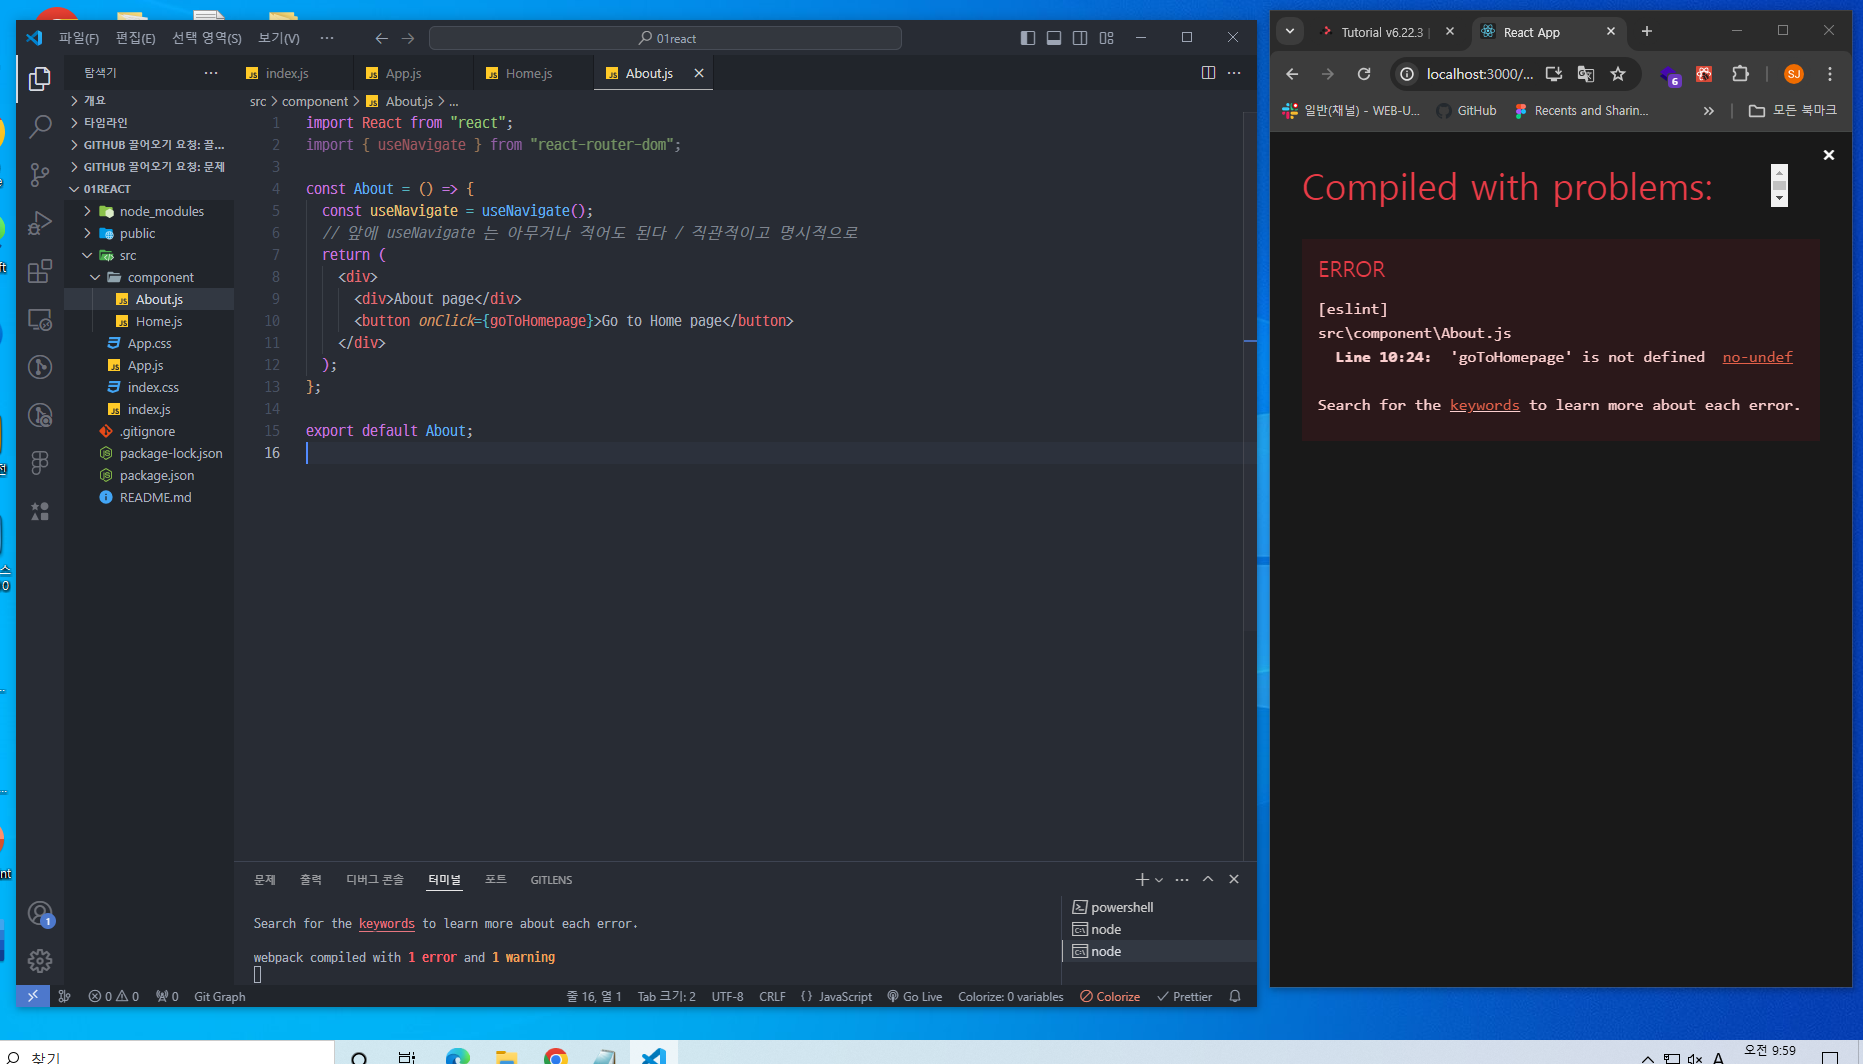 파일(F) 편집(E) 선택 영역(S) 보기(V) ··· 01react
탐색기 ···
index.js App.js Home.js About.js
개요
타임라인
GITHUB 끌어오기 요청: 끌...
GITHUB 끌어오기 요청: 문제
01REACT
node_modules
public
src
component
About.js
Home.js
App.css
App.js
index.css
index.js
.gitignore
package-lock.json
package.json
README.md
src > component > About.js > ...
1 import React from "react";
2 import { useNavigate } from "react-router-dom";
3
4 const About = () => {
5 const useNavigate = useNavigate();
6 // 앞에 useNavigate 는 아무거나 적어도 된다 / 직관적이고 명시적으로
7 return (
8 <div>
9 <div>About page</div>
10 <button onClick={goToHomepage}>Go to Home page</button>
11 </div>
12 );
13 };
14
15 export default About;
16
문제 출력 디버그 콘솔 터미널 포트 GITLENS
Search for the keywords to learn more about each error.
webpack compiled with 1 error and 1 warning
powershell
node
node
1
0 0 0 Git Graph 줄 16, 열 1 Tab 크기: 2 UTF-8 CRLF {} JavaScript Go Live Colorize: 0 variables Colorize Prettier
Tutorial v6.22.3 | React App
localhost:3000/... 6 SJ
일반(채널) - WEB-U... GitHub Recents and Sharin... » 모든 북마크
Compiled with problems:
ERROR
[eslint]
src\component\About.js
Line 10:24: 'goToHomepage' is not defined no-undef
Search for the keywords to learn more about each error.
찾기
A 오전 9:59